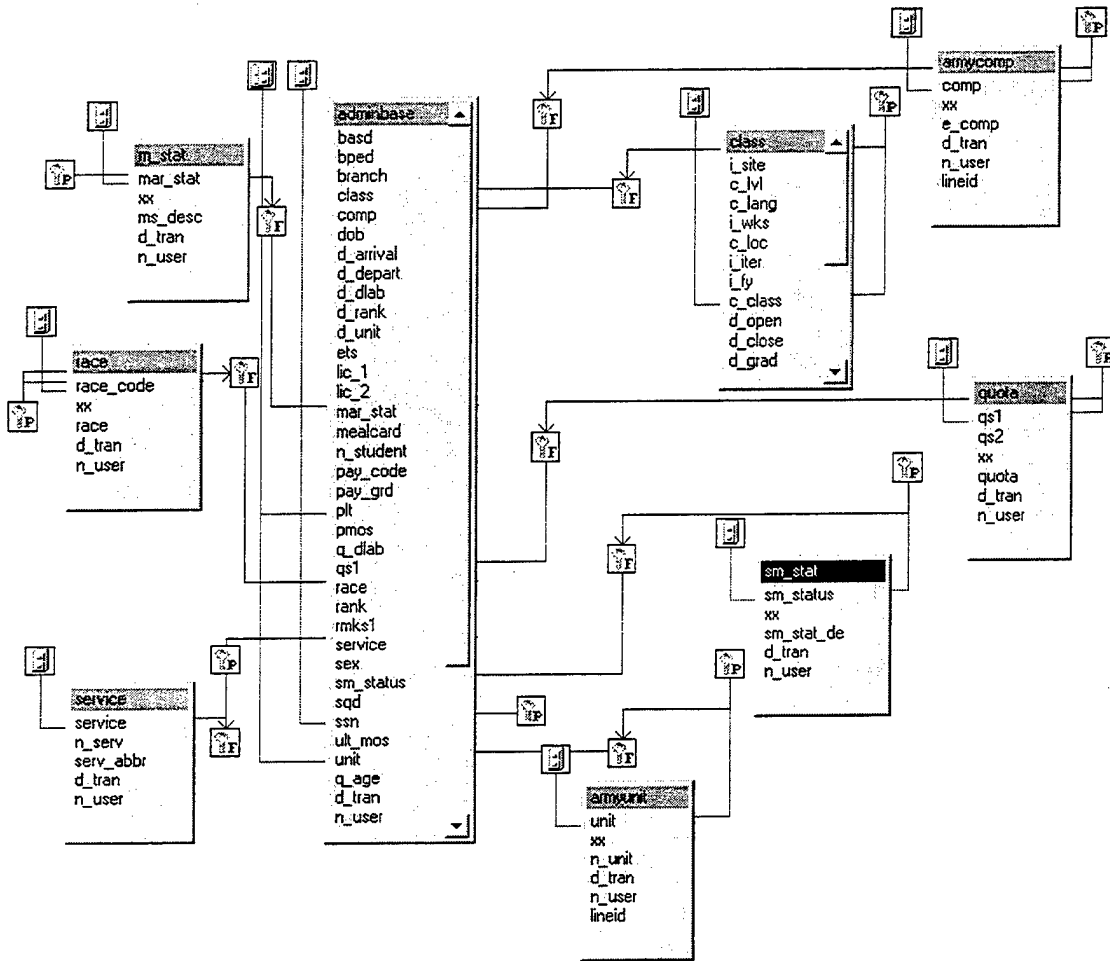 m_stat
mar_stat
xx
ms_desc
d_tran
n_user
race
race_code
xx
race
d_tran
n_user
service
service
n_serv
serv_abbr
d_tran
n_user
adminbase
basd
bped
branch
class
comp
dob
d_arrival
d_depart
d_dlab
d_rank
d_unit
ets
lic_1
lic_2
mar_stat
mealcard
n_student
pay_code
pay_grd
plt
pmos
q_dlab
qs1
race
rank
rmks1
service
sex
sm_status
sqd
ssn
ult_mos
unit
q_age
d_tran
n_user
class
i_site
c_lvl
c_lang
i_wks
c_loc
i_iter
i_fy
c_class
d_open
d_close
d_grad
armycomp
comp
xx
e_comp
d_tran
n_user
lineid
quota
qs1
qs2
xx
quota
d_tran
n_user
sm_stat
sm_status
xx
sm_stat_de
d_tran
n_user
armyunit
unit
xx
n_unit
d_tran
n_user
lineid
P
P
P
P
P
P
P
P
P
F
F
F
F
F
F
F
F